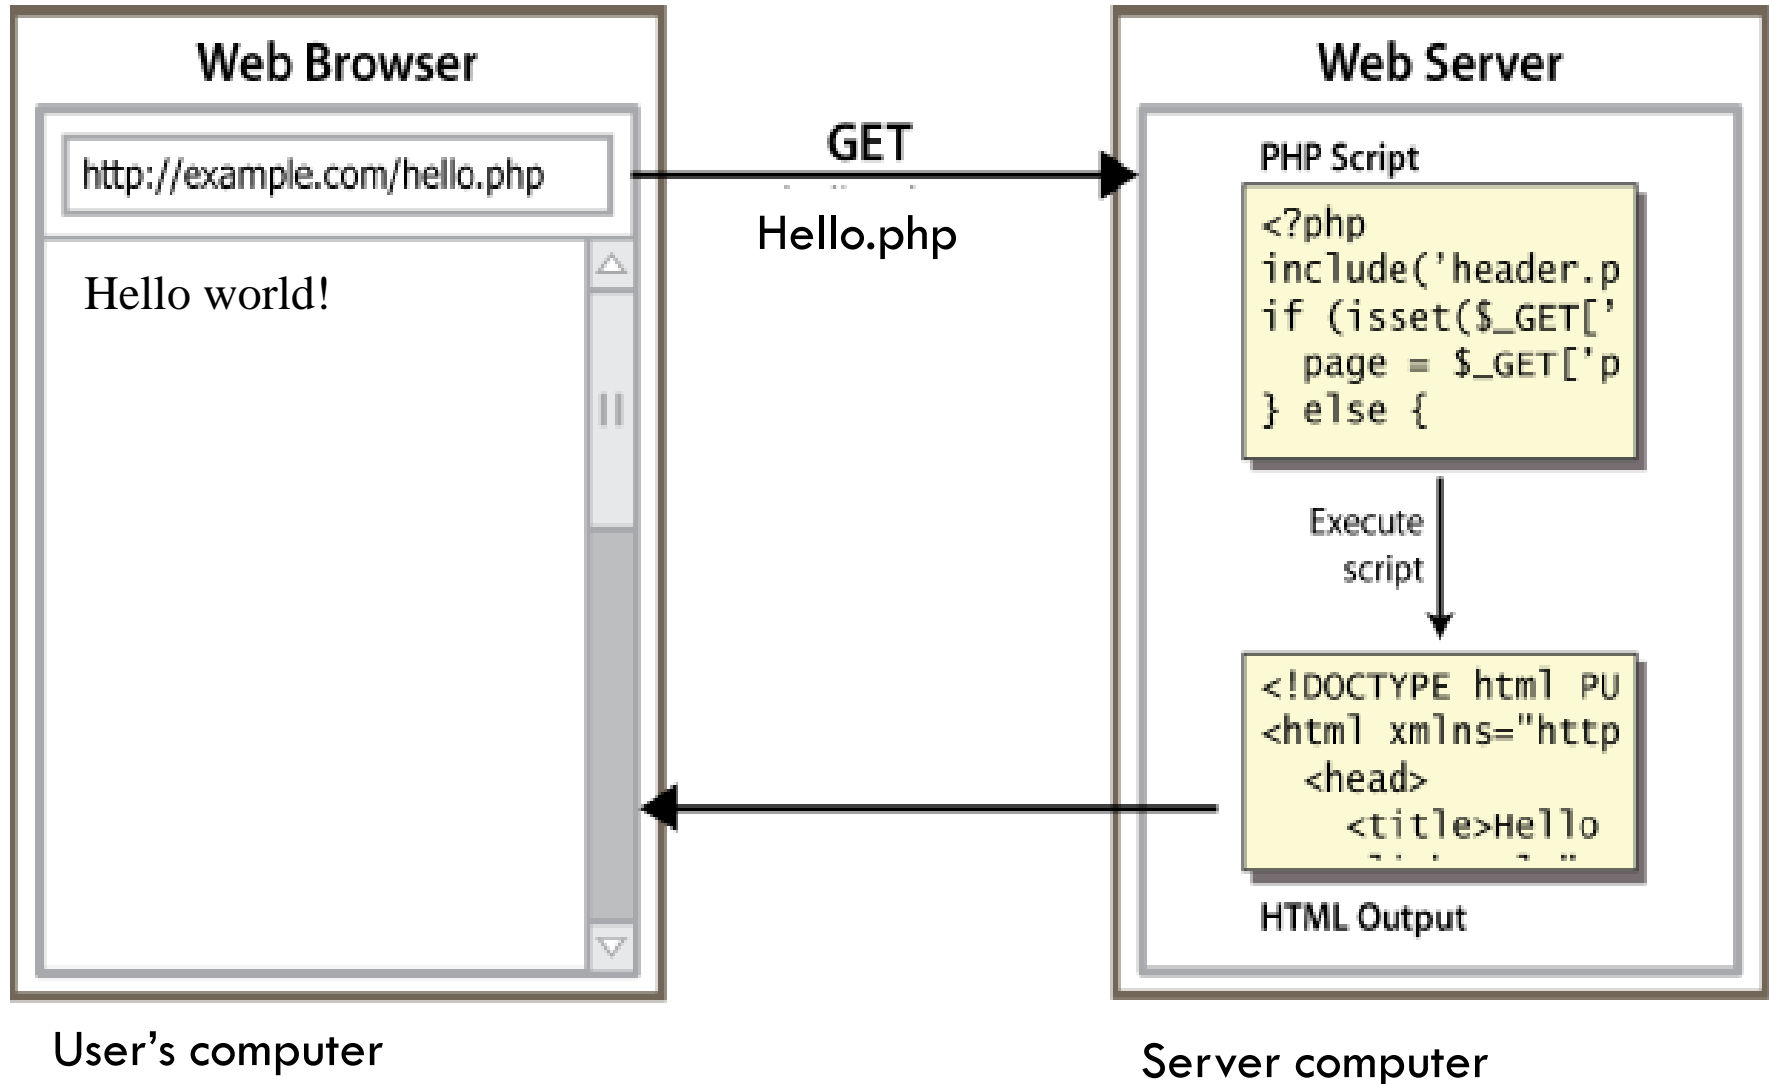 Web Browser
http://example.com/hello.php
Hello world!
User's computer
GET
Hello.php
Web Server
PHP Script
<?php
include('header.p
if (isset($_GET['
  page = $_GET['p
} else {
Execute
script
<!DOCTYPE html PU
<html xmlns="http
  <head>
    <title>Hello
HTML Output
Server computer